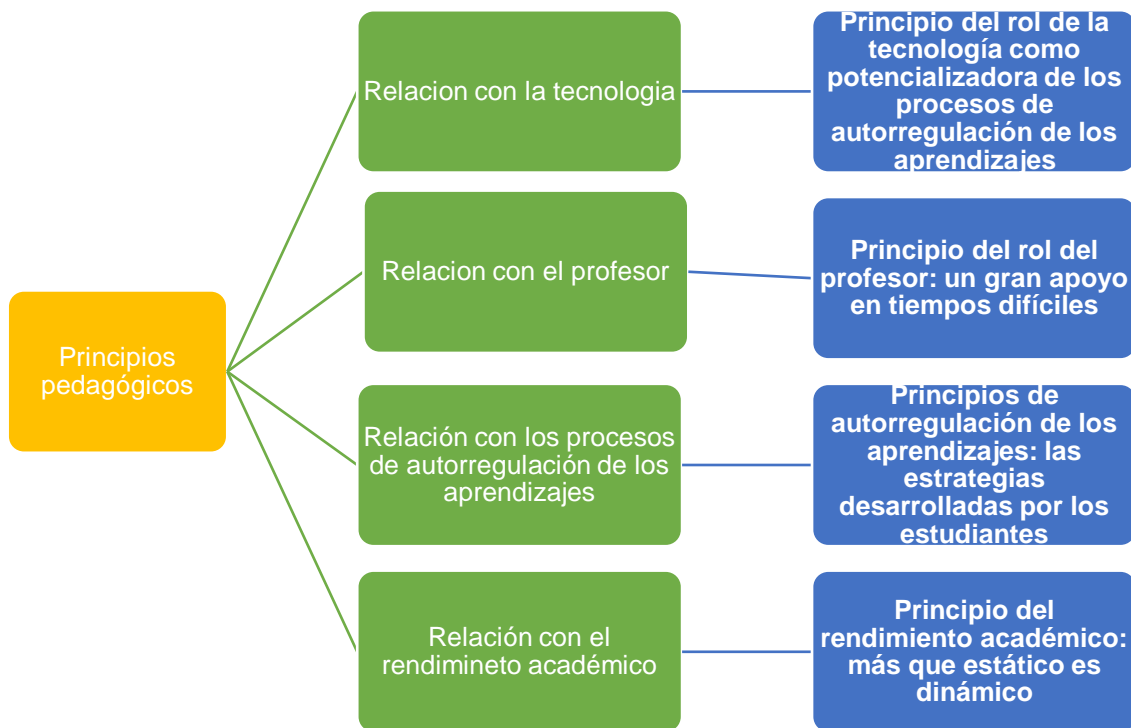 Principios
pedagógicos
Relacion con la tecnologia
Principio del rol de la
tecnología como
potencializadora de los
procesos de
autorregulación de los
aprendizajes
Relacion con el profesor
Principio del rol del
profesor: un gran apoyo
en tiempos difíciles
Relación con los procesos
de autorregulación de los
aprendizajes
Principios de
autorregulación de los
aprendizajes: las
estrategias
desarrolladas por los
estudiantes
Relación con el
rendimineto académico
Principio del
rendimiento académico:
más que estático es
dinámico